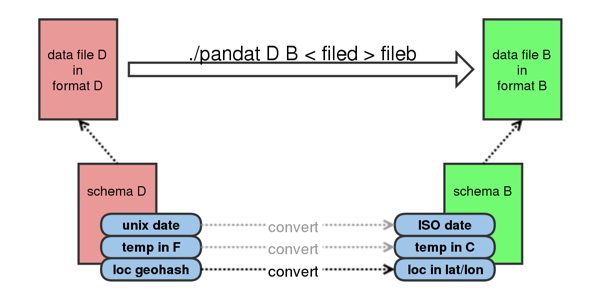 data file D
in
format D
./pandat D B < filed > fileb
data file B
in
format B
schema D
schema B
unix date
convert
ISO date
temp in F
convert
temp in C
loc geohash
convert
loc in lat/lon